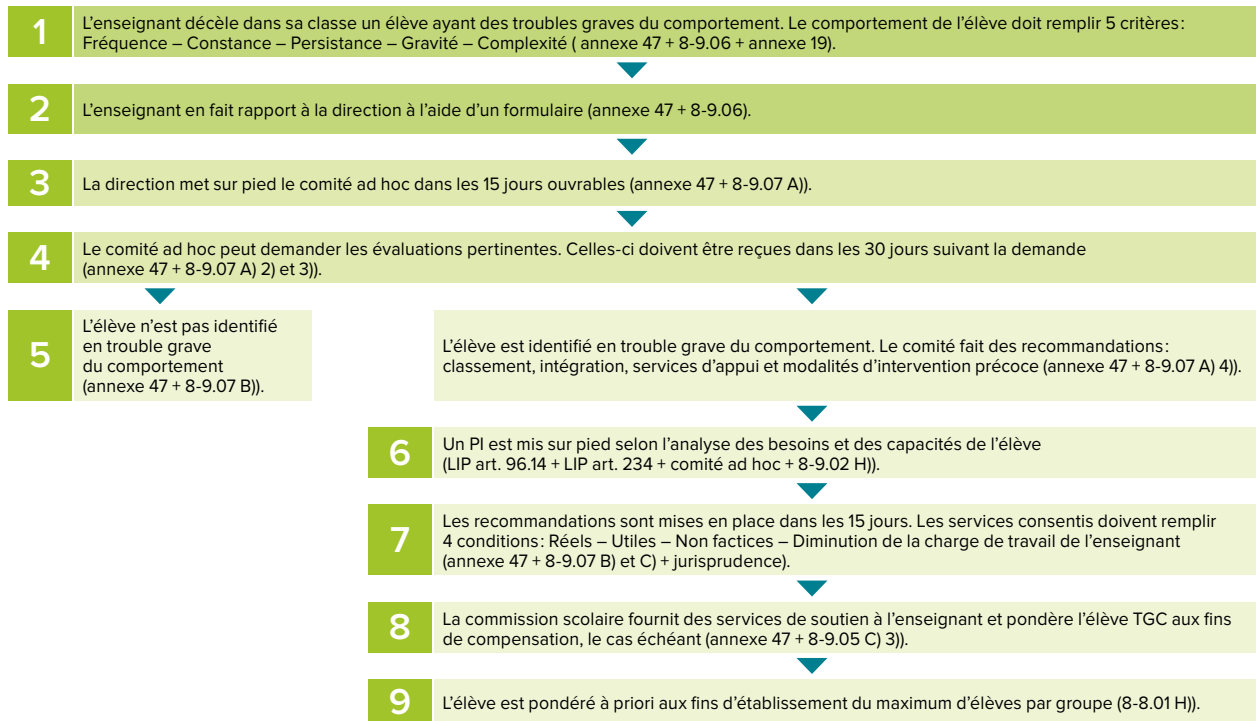 1
L'enseignant décèle dans sa classe un élève ayant des troubles graves du comportement. Le comportement de l'élève doit remplir 5 critères :
Fréquence – Constance – Persistance – Gravité – Complexité ( annexe 47 + 8-9.06 + annexe 19).
2
L'enseignant en fait rapport à la direction à l'aide d'un formulaire (annexe 47 + 8-9.06).
3
La direction met sur pied le comité ad hoc dans les 15 jours ouvrables (annexe 47 + 8-9.07 A)).
4
Le comité ad hoc peut demander les évaluations pertinentes. Celles-ci doivent être reçues dans les 30 jours suivant la demande
(annexe 47 + 8-9.07 A) 2) et 3)).
5
L'élève n'est pas identifié
en trouble grave
du comportement
(annexe 47 + 8-9.07 B)).
L'élève est identifié en trouble grave du comportement. Le comité fait des recommandations :
classement, intégration, services d'appui et modalités d'intervention précoce (annexe 47 + 8-9.07 A) 4)).
6
Un PI est mis sur pied selon l'analyse des besoins et des capacités de l'élève
(LIP art. 96.14 + LIP art. 234 + comité ad hoc + 8-9.02 H)).
7
Les recommandations sont mises en place dans les 15 jours. Les services consentis doivent remplir
4 conditions : Réels – Utiles – Non factices – Diminution de la charge de travail de l'enseignant
(annexe 47 + 8-9.07 B) et C) + jurisprudence).
8
La commission scolaire fournit des services de soutien à l'enseignant et pondère l'élève TGC aux fins
de compensation, le cas échéant (annexe 47 + 8-9.05 C) 3)).
9
L'élève est pondéré à priori aux fins d'établissement du maximum d'élèves par groupe (8-8.01 H)).